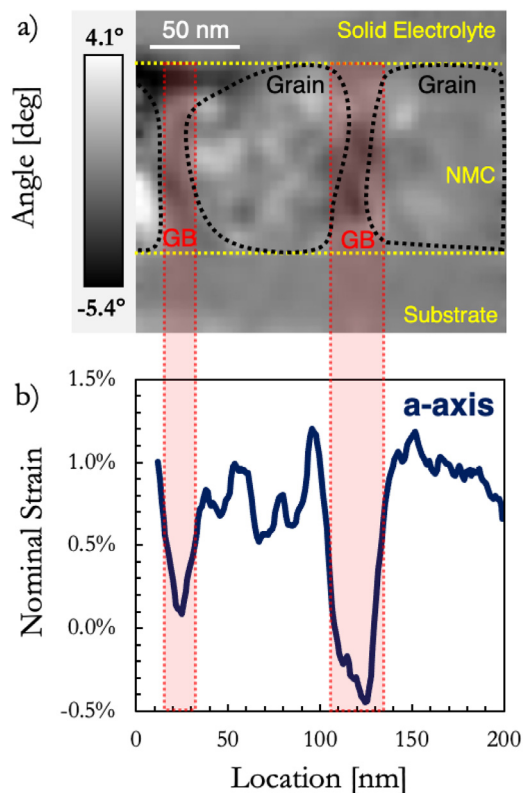 a)
4.1°
Angle [deg]
-5.4°
50 nm
Solid Electrolyte
Grain
Grain
NMC
GB
GB
Substrate
b)
a-axis
Nominal Strain
1.5%
1.0%
0.5%
0.0%
-0.5%
0 50 100 150 200
Location [nm]